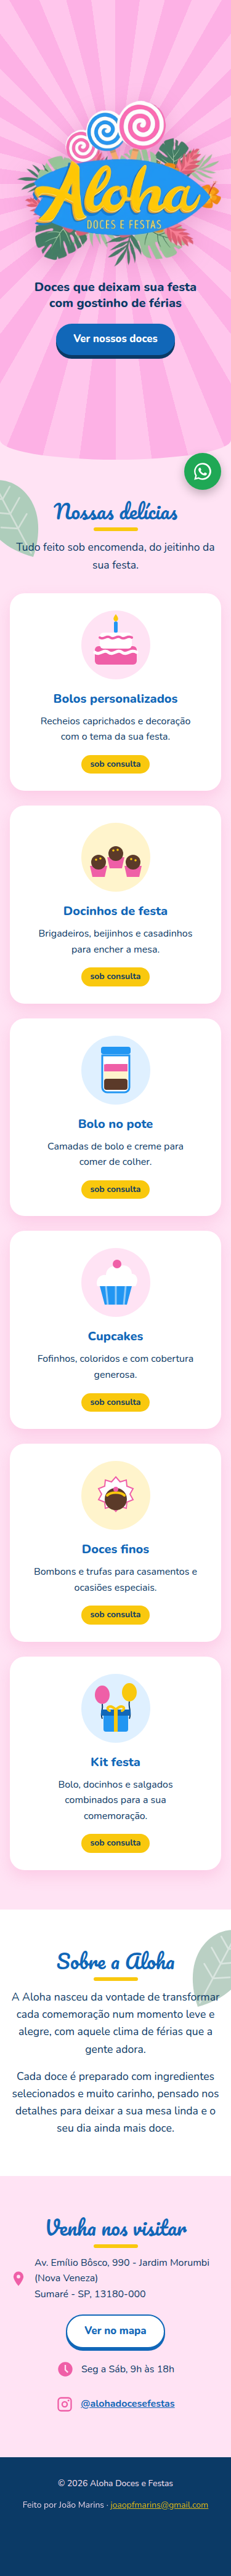 Aloha
DOCES E FESTAS
Doces que deixam sua festa
com gostinho de férias
Ver nossos doces
Nossas delícias
Tudo feito sob encomenda, do jeitinho da
sua festa.
Bolos personalizados
Recheios caprichados e decoração
com o tema da sua festa.
sob consulta
Docinhos de festa
Brigadeiros, beijinhos e casadinhos
para encher a mesa.
sob consulta
Bolo no pote
Camadas de bolo e creme para
comer de colher.
sob consulta
Cupcakes
Fofinhos, coloridos e com cobertura
generosa.
sob consulta
Doces finos
Bombons e trufas para casamentos e
ocasiões especiais.
sob consulta
Kit festa
Bolo, docinhos e salgados
combinados para a sua
comemoração.
sob consulta
Sobre a Aloha
A Aloha nasceu da vontade de transformar
cada comemoração num momento leve e
alegre, com aquele clima de férias que a
gente adora.
Cada doce é preparado com ingredientes
selecionados e muito carinho, pensado nos
detalhes para deixar a sua mesa linda e o
seu dia ainda mais doce.
Venha nos visitar
Av. Emílio Bôsco, 990 - Jardim Morumbi
(Nova Veneza)
Sumaré - SP, 13180-000
Ver no mapa
Seg a Sáb, 9h às 18h
@alohadocesefestas
© 2026 Aloha Doces e Festas
Feito por João Marins · joaopfmarins@gmail.com